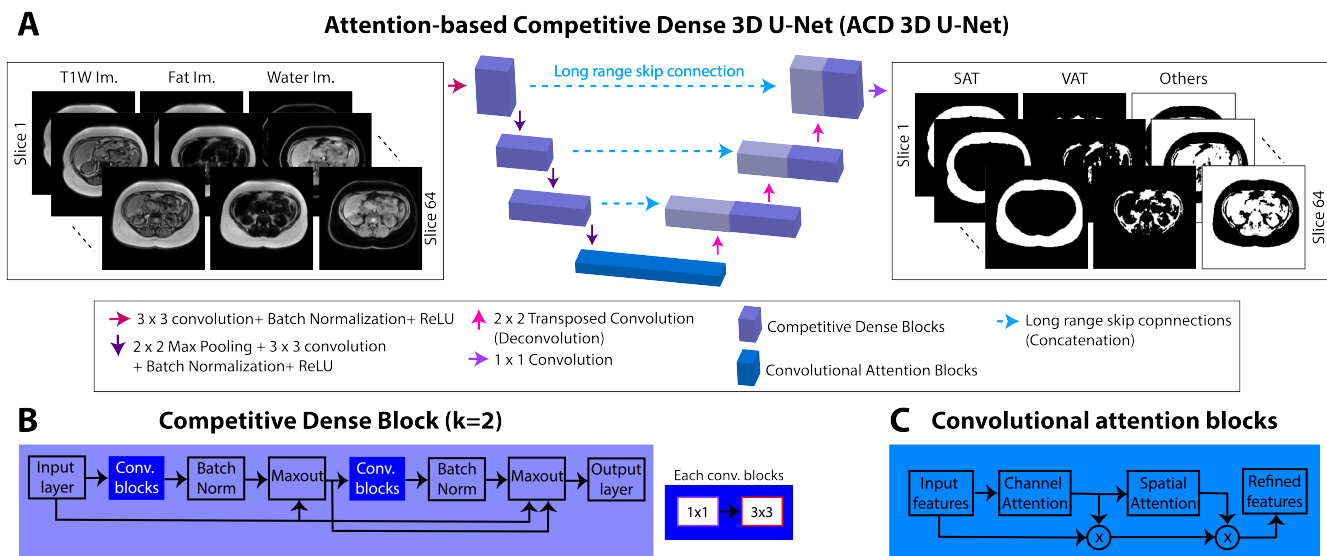 A
Attention-based Competitive Dense 3D U-Net (ACD 3D U-Net)
T1W Im.
Fat Im.
Water Im.
Slice 1
Slice 64
Long range skip connection
SAT
VAT
Others
Slice 1
Slice 64
3 x 3 convolution+ Batch Normalization+ ReLU
2 x 2 Max Pooling + 3 x 3 convolution
+ Batch Normalization+ ReLU
2 x 2 Transposed Convolution
(Deconvolution)
1 x 1 Convolution
Competitive Dense Blocks
Convolutional Attention Blocks
Long range skip copnnections
(Concatenation)
B
Competitive Dense Block (k=2)
Input
layer
Conv.
blocks
Batch
Norm
Maxout
Conv.
blocks
Batch
Norm
Maxout
Output
layer
Each conv. blocks
1x1
3x3
C
Convolutional attention blocks
Input
features
Channel
Attention
Spatial
Attention
Refined
features
x
x